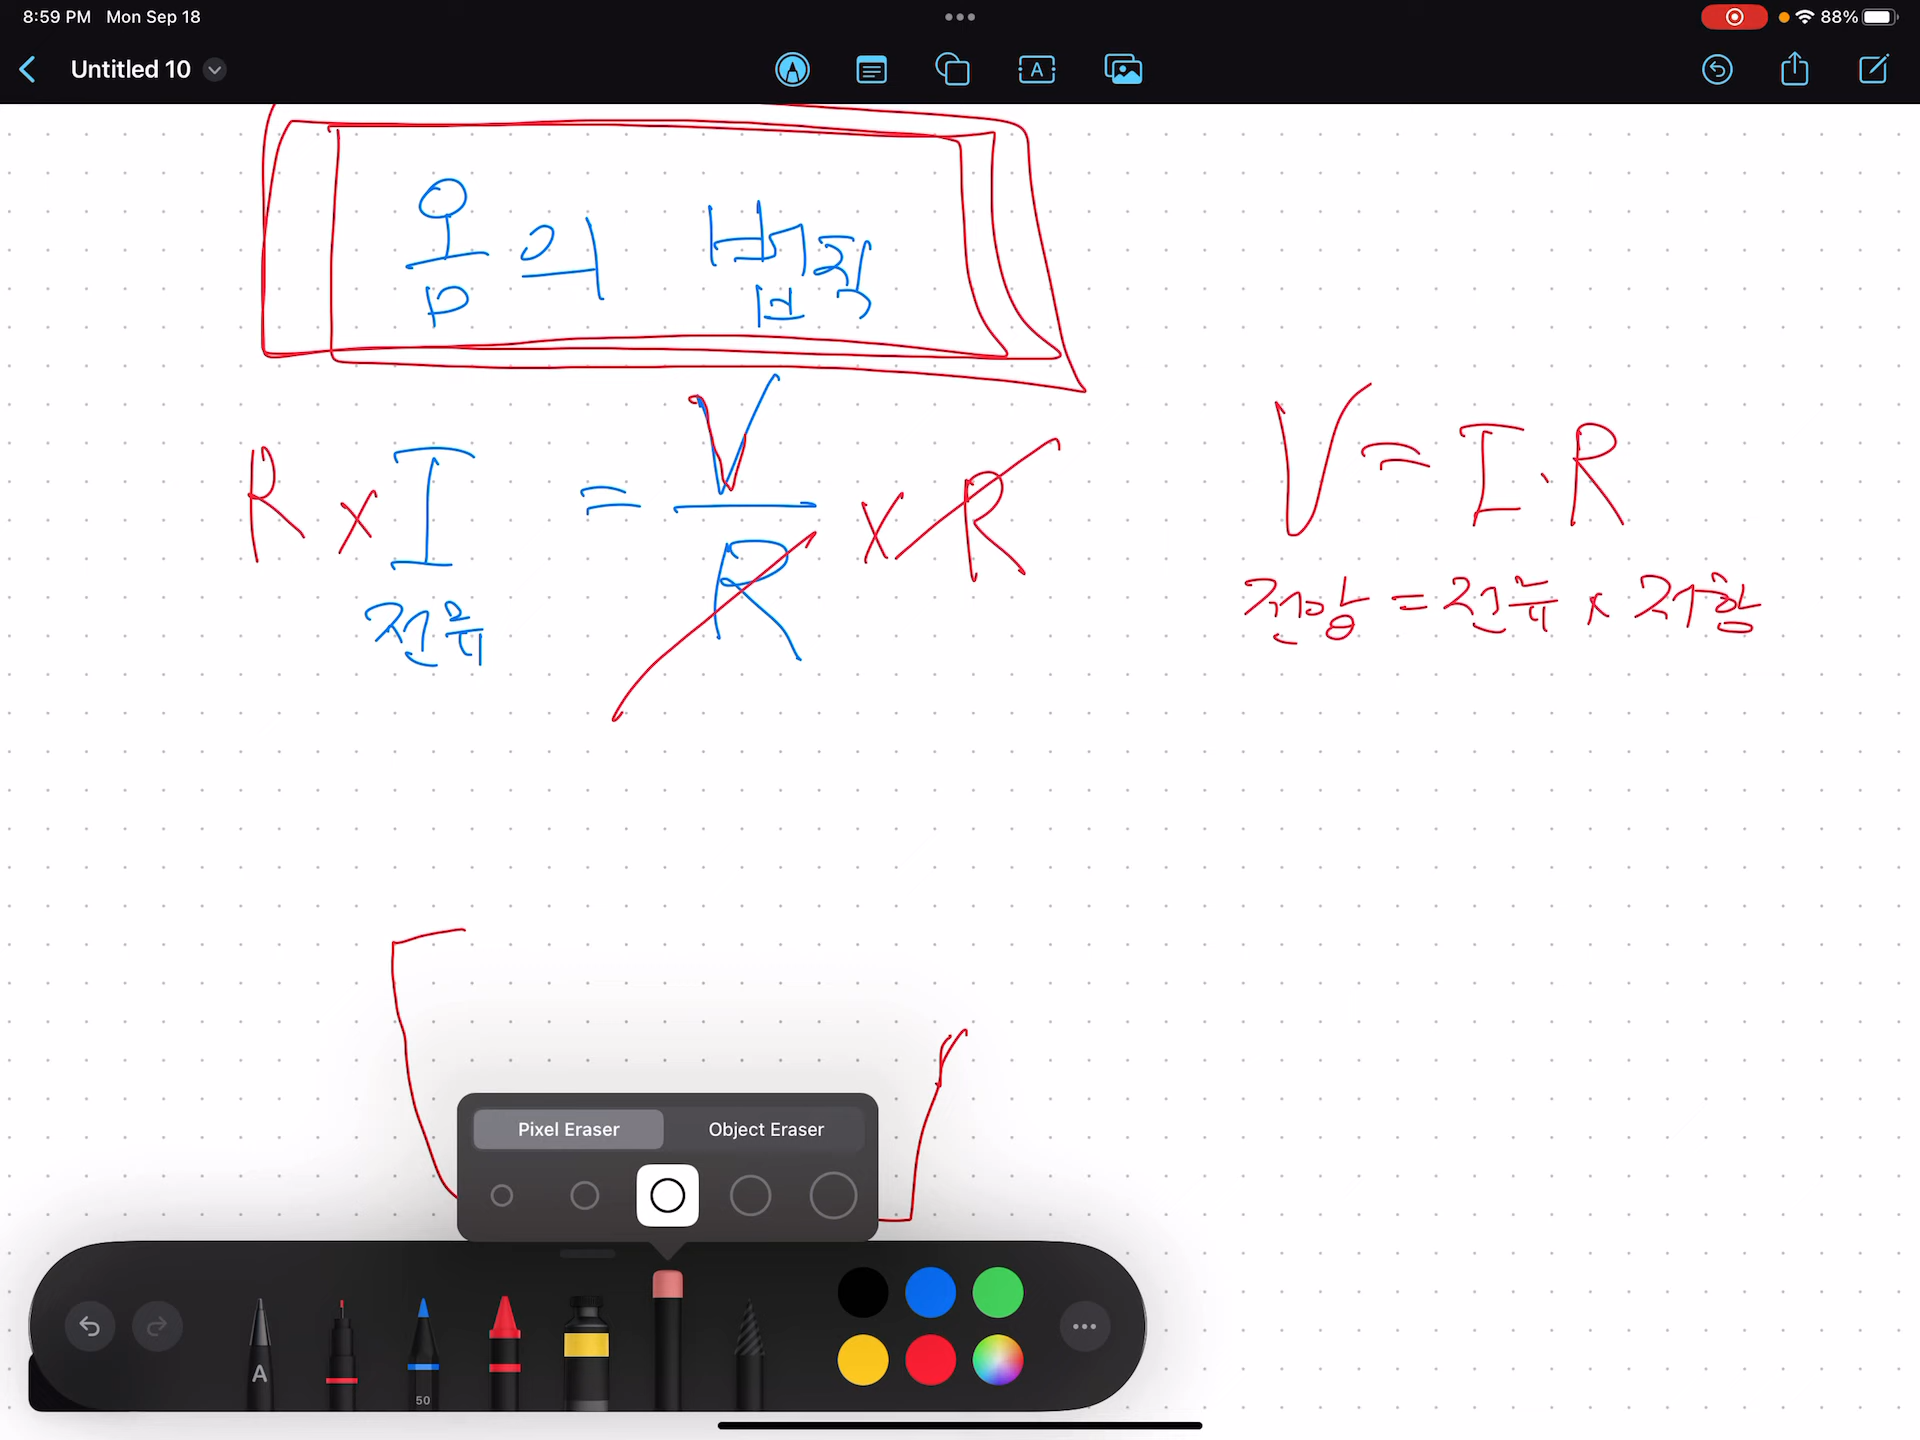 8:59 PM Mon Sep 18
88%
Untitled 10
옴의 법칙
R × I = V/R × R
전류
V = I · R
전압 = 전류 × 저항
Pixel Eraser Object Eraser
A
50